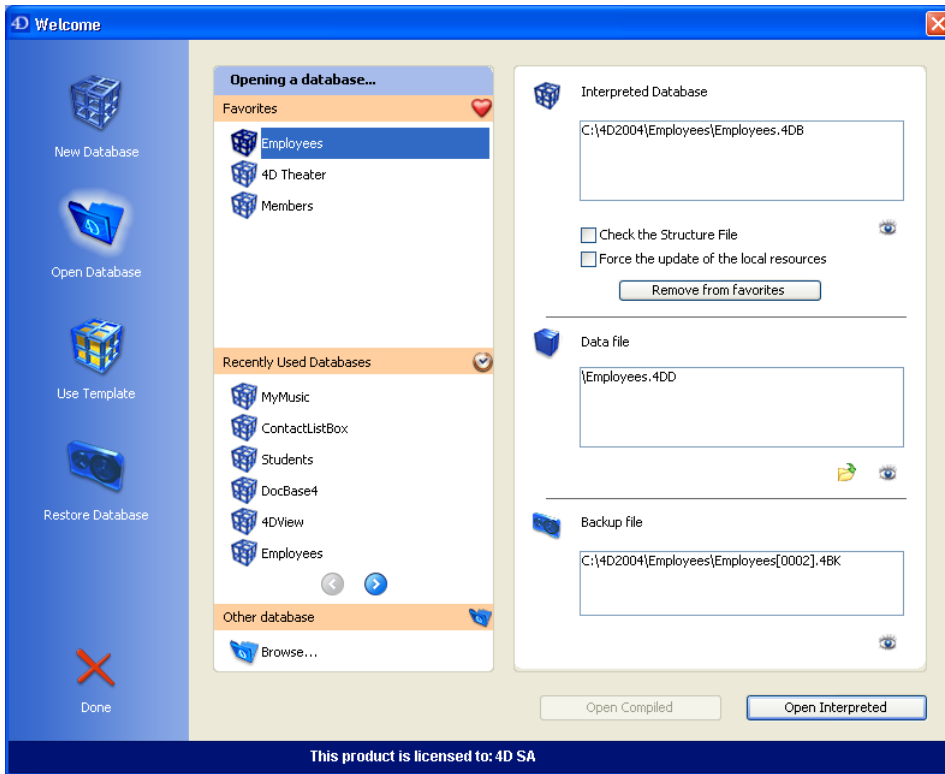 4D Welcome
New Database
Open Database
Use Template
Restore Database
Done
Opening a database...
Favorites
Employees
4D Theater
Members
Recently Used Databases
MyMusic
ContactListBox
Students
DocBase4
4DView
Employees
Other database
Browse...
Interpreted Database
C:\4D2004\Employees\Employees.4DB
Check the Structure File
Force the update of the local resources
Remove from favorites
Data file
\Employees.4DD
Backup file
C:\4D2004\Employees\Employees[0002].4BK
Open Compiled
Open Interpreted
This product is licensed to: 4D SA